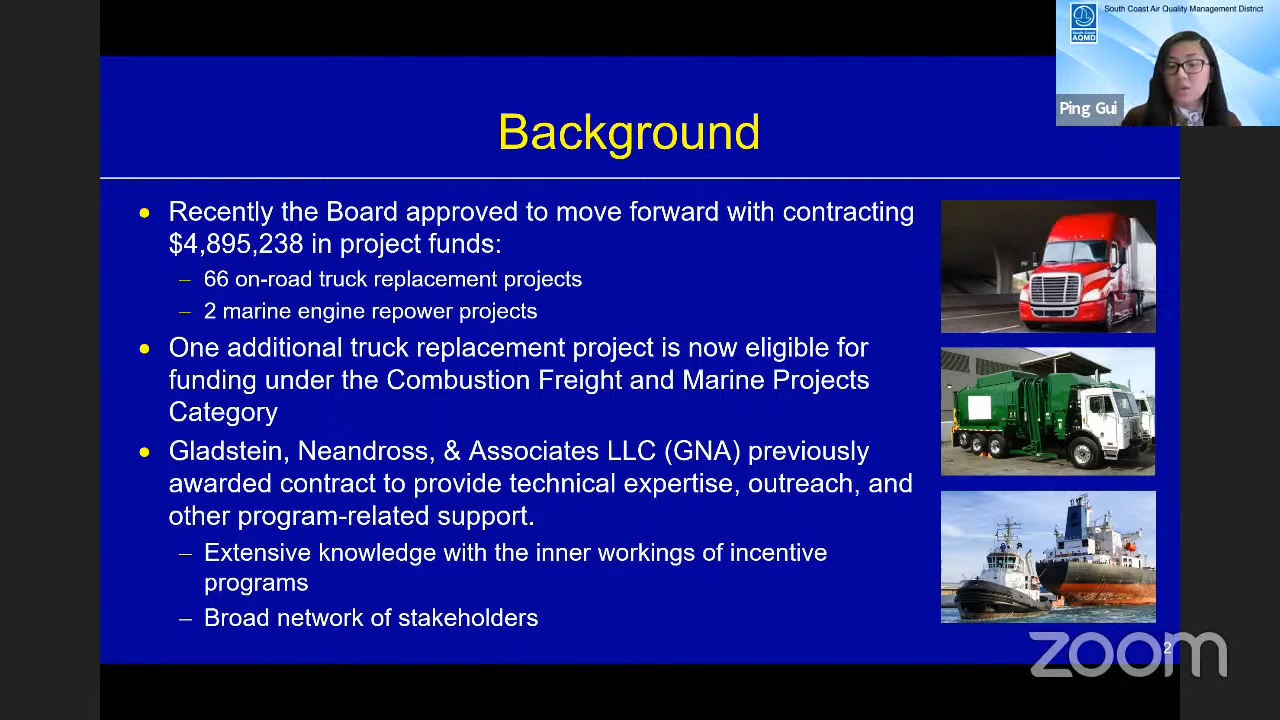 South Coast Air Quality Management District
South Coast
AQMD
Ping Gui
Background
• Recently the Board approved to move forward with contracting
$4,895,238 in project funds:
– 66 on-road truck replacement projects
– 2 marine engine repower projects
• One additional truck replacement project is now eligible for
funding under the Combustion Freight and Marine Projects
Category
• Gladstein, Neandross, & Associates LLC (GNA) previously
awarded contract to provide technical expertise, outreach, and
other program-related support.
– Extensive knowledge with the inner workings of incentive
programs
– Broad network of stakeholders
2
zoom